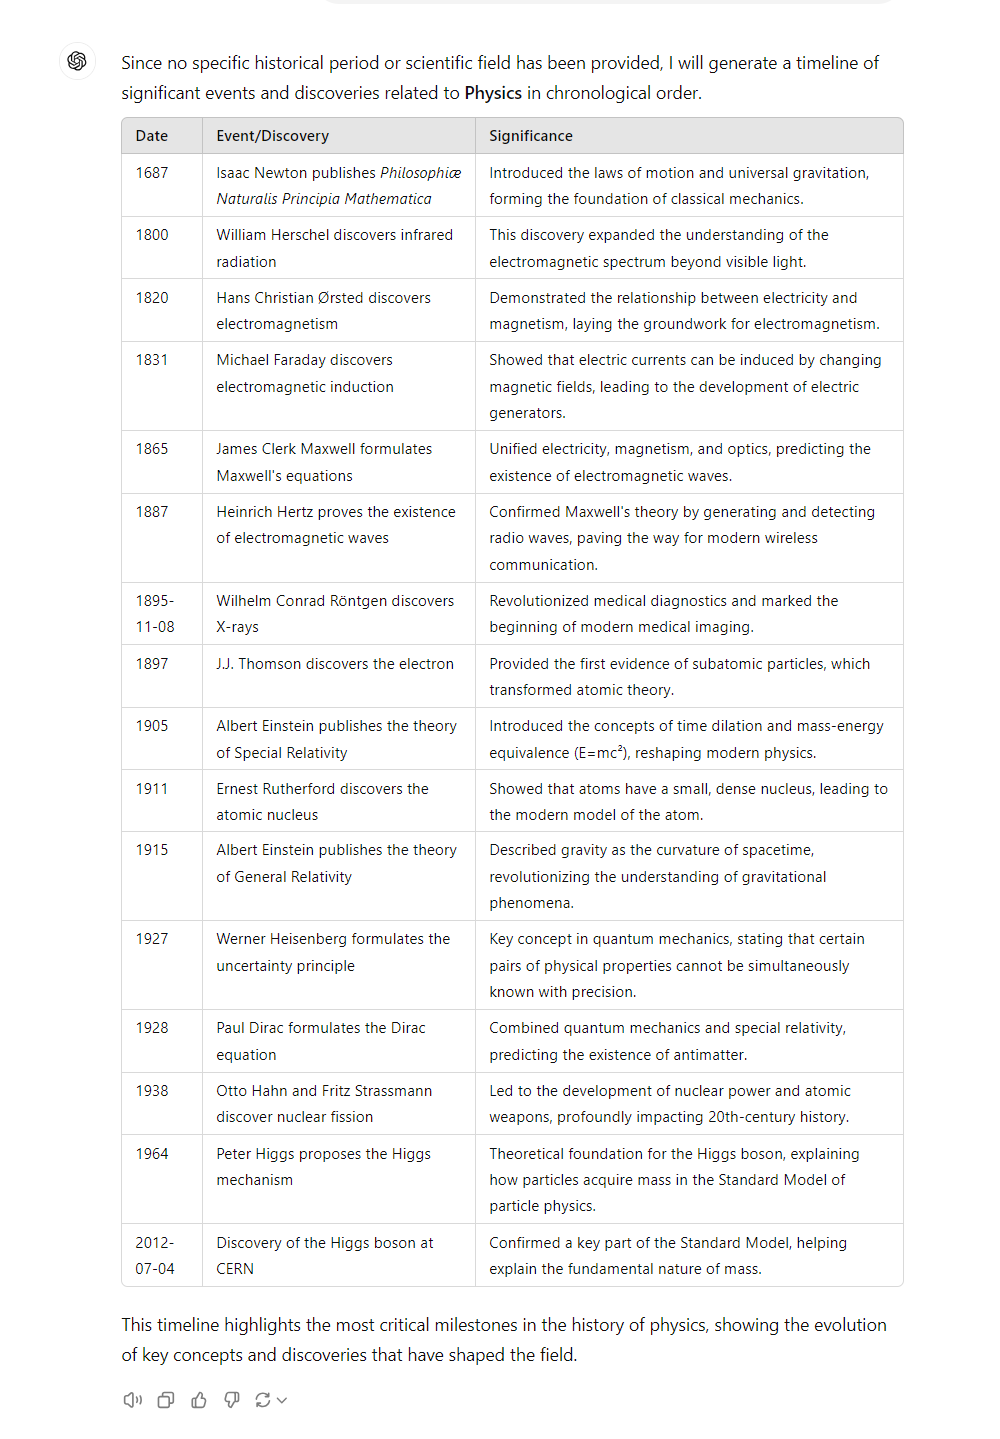 Since no specific historical period or scientific field has been provided, I will generate a timeline of
significant events and discoveries related to Physics in chronological order.
Date Event/Discovery Significance
1687 Isaac Newton publishes Philosophiæ Introduced the laws of motion and universal gravitation,
Naturalis Principia Mathematica forming the foundation of classical mechanics.
1800 William Herschel discovers infrared This discovery expanded the understanding of the
radiation electromagnetic spectrum beyond visible light.
1820 Hans Christian Ørsted discovers Demonstrated the relationship between electricity and
electromagnetism magnetism, laying the groundwork for electromagnetism.
1831 Michael Faraday discovers Showed that electric currents can be induced by changing
electromagnetic induction magnetic fields, leading to the development of electric
generators.
1865 James Clerk Maxwell formulates Unified electricity, magnetism, and optics, predicting the
Maxwell's equations existence of electromagnetic waves.
1887 Heinrich Hertz proves the existence Confirmed Maxwell's theory by generating and detecting
of electromagnetic waves radio waves, paving the way for modern wireless
communication.
1895- Wilhelm Conrad Röntgen discovers Revolutionized medical diagnostics and marked the
11-08 X-rays beginning of modern medical imaging.
1897 J.J. Thomson discovers the electron Provided the first evidence of subatomic particles, which
transformed atomic theory.
1905 Albert Einstein publishes the theory Introduced the concepts of time dilation and mass-energy
of Special Relativity equivalence (E=mc²), reshaping modern physics.
1911 Ernest Rutherford discovers the Showed that atoms have a small, dense nucleus, leading to
atomic nucleus the modern model of the atom.
1915 Albert Einstein publishes the theory Described gravity as the curvature of spacetime,
of General Relativity revolutionizing the understanding of gravitational
phenomena.
1927 Werner Heisenberg formulates the Key concept in quantum mechanics, stating that certain
uncertainty principle pairs of physical properties cannot be simultaneously
known with precision.
1928 Paul Dirac formulates the Dirac Combined quantum mechanics and special relativity,
equation predicting the existence of antimatter.
1938 Otto Hahn and Fritz Strassmann Led to the development of nuclear power and atomic
discover nuclear fission weapons, profoundly impacting 20th-century history.
1964 Peter Higgs proposes the Higgs Theoretical foundation for the Higgs boson, explaining
mechanism how particles acquire mass in the Standard Model of
particle physics.
2012- Discovery of the Higgs boson at Confirmed a key part of the Standard Model, helping
07-04 CERN explain the fundamental nature of mass.
This timeline highlights the most critical milestones in the history of physics, showing the evolution
of key concepts and discoveries that have shaped the field.